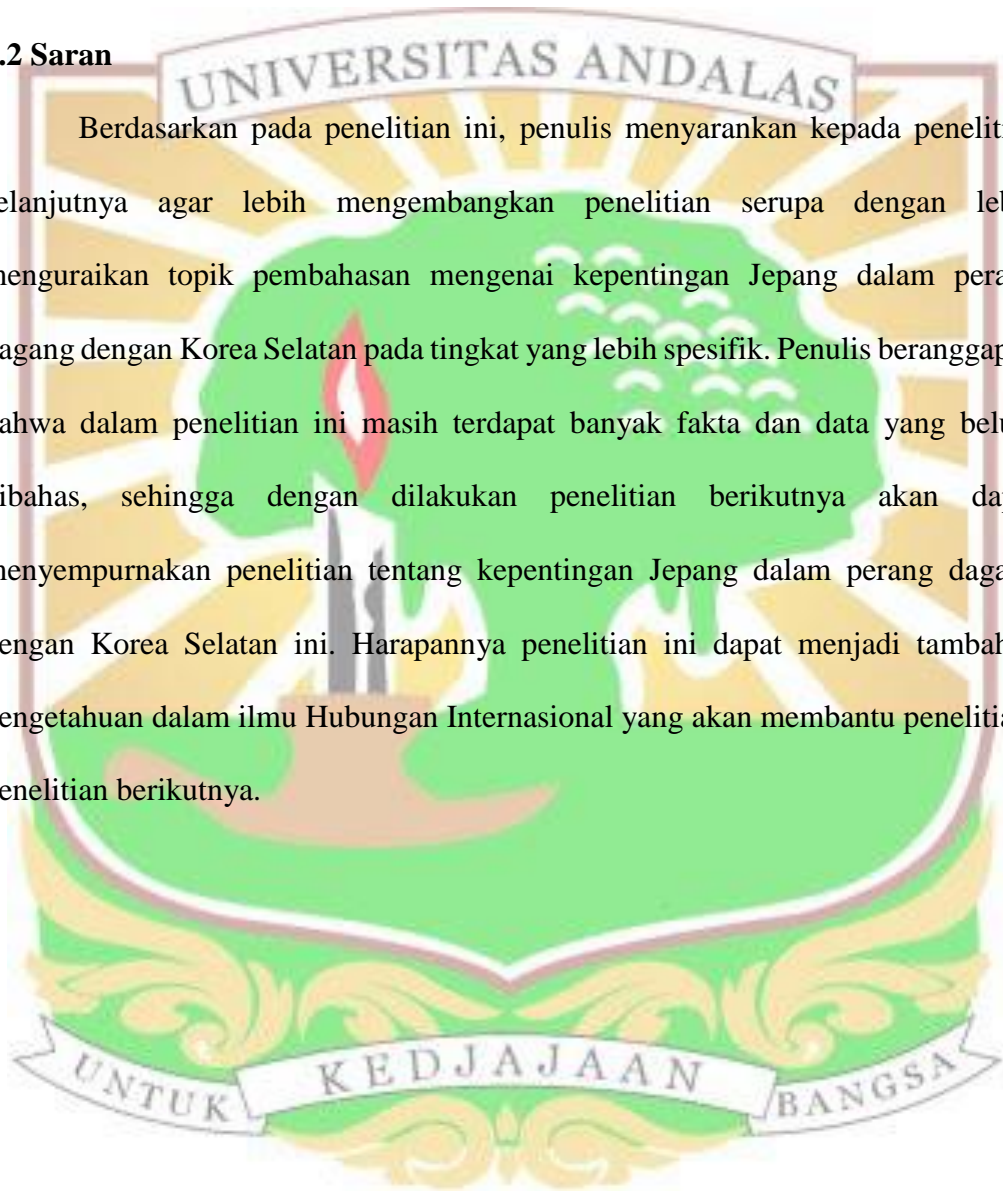 .2 Saran
UNIVERSITAS ANDALAS
Berdasarkan pada penelitian ini, penulis menyarankan kepada penelit
elanjutnya agar lebih mengembangkan penelitian serupa dengan leb
menguraikan topik pembahasan mengenai kepentingan Jepang dalam pera
agang dengan Korea Selatan pada tingkat yang lebih spesifik. Penulis beranggap
ahwa dalam penelitian ini masih terdapat banyak fakta dan data yang belu
ibahas, sehingga dengan dilakukan penelitian berikutnya akan dap
menyempurnakan penelitian tentang kepentingan Jepang dalam perang daga
engan Korea Selatan ini. Harapannya penelitian ini dapat menjadi tambah
engetahuan dalam ilmu Hubungan Internasional yang akan membantu penelitia
enelitian berikutnya.
UNTUK KEDJAJAAN BANGSA